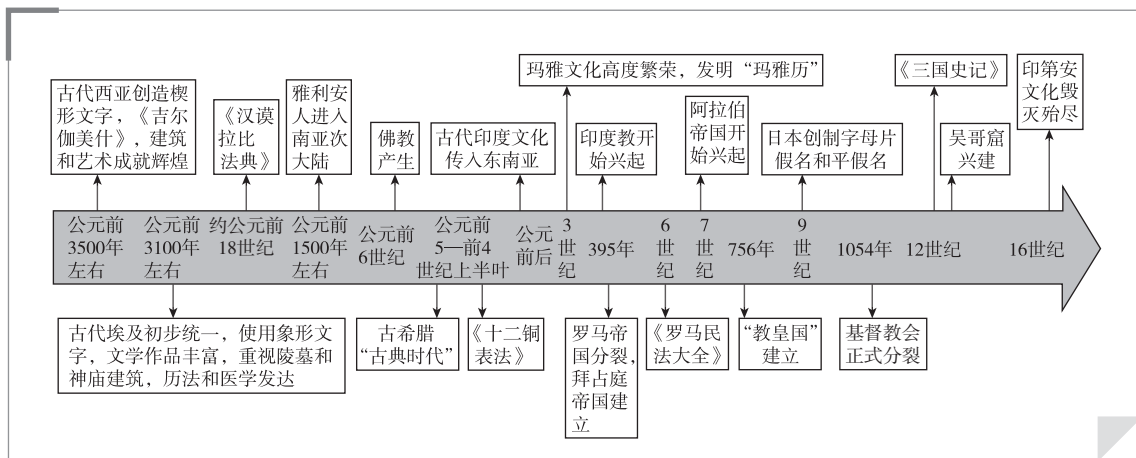 古代西亚创造楔
形文字，《吉尔
伽美什》，建筑
和艺术成就辉煌
《汉谟
拉比
法典》
雅利安
人进入
南亚次
大陆
佛教
产生
古代印度文化
传入东南亚
玛雅文化高度繁荣，发明“玛雅历”
印度教开
始兴起
阿拉伯
帝国开
始兴起
日本创制字母片
假名和平假名
《三国史记》
吴哥窟
兴建
印第安
文化毁
灭殆尽
公元前
3500年
左右
公元前
3100年
左右
约公元前
18世纪
公元前
1500年
左右
公元前
6世纪
公元前
5—前4
世纪上半叶
公元
前后
3
世
纪
395年
6
世
纪
7
世
纪
756年
9
世
纪
1054年
12世纪
16世纪
古代埃及初步统一，使用象形文
字，文学作品丰富，重视陵墓和
神庙建筑，历法和医学发达
古希腊
“古典时代”
《十二铜
表法》
罗马帝
国分裂，
拜占庭
帝国建
立
《罗马民
法大全》
“教皇国”
建立
基督教会
正式分裂